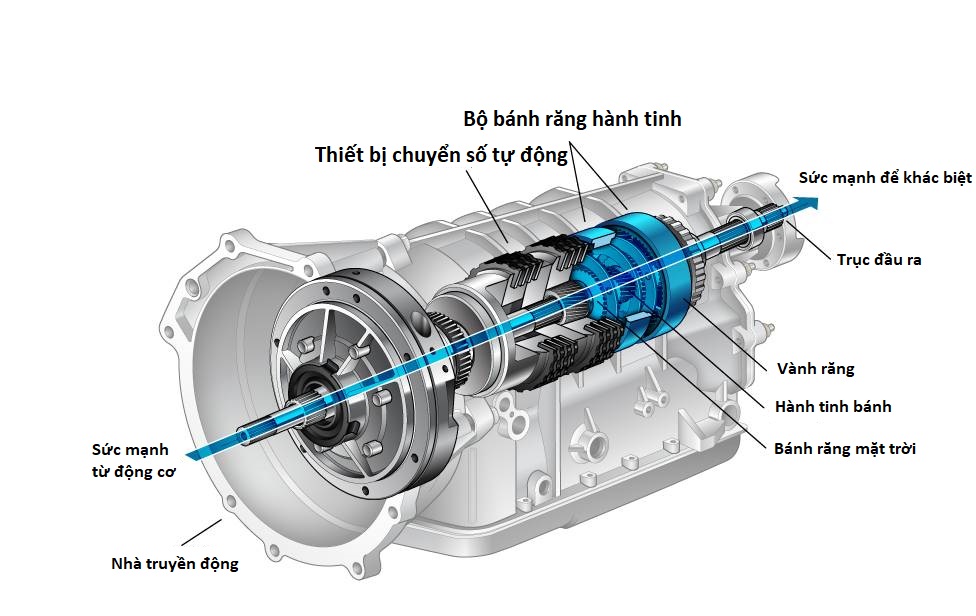 Bộ bánh răng hành tinh
Thiết bị chuyển số tự động
Sức mạnh để khác biệt
Trục đầu ra
Vành răng
Hành tinh bánh
Bánh răng mặt trời
Sức mạnh
từ động cơ
Nhà truyền động